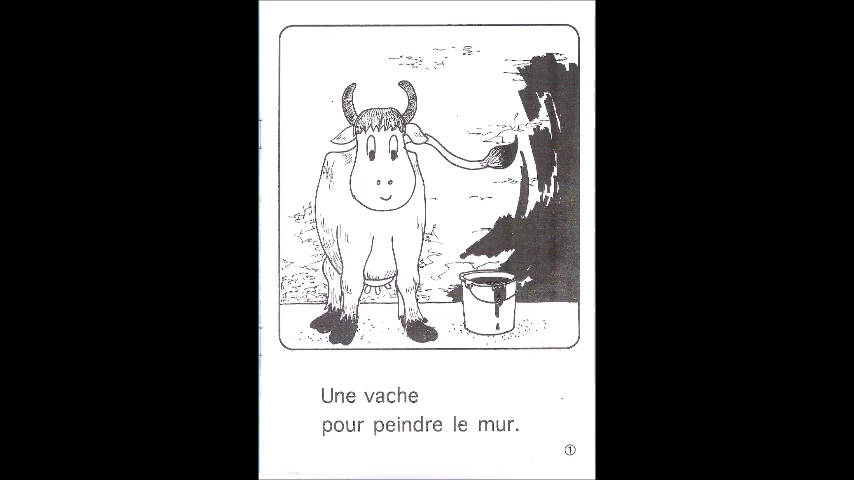 Une vache
pour peindre le mur.
①